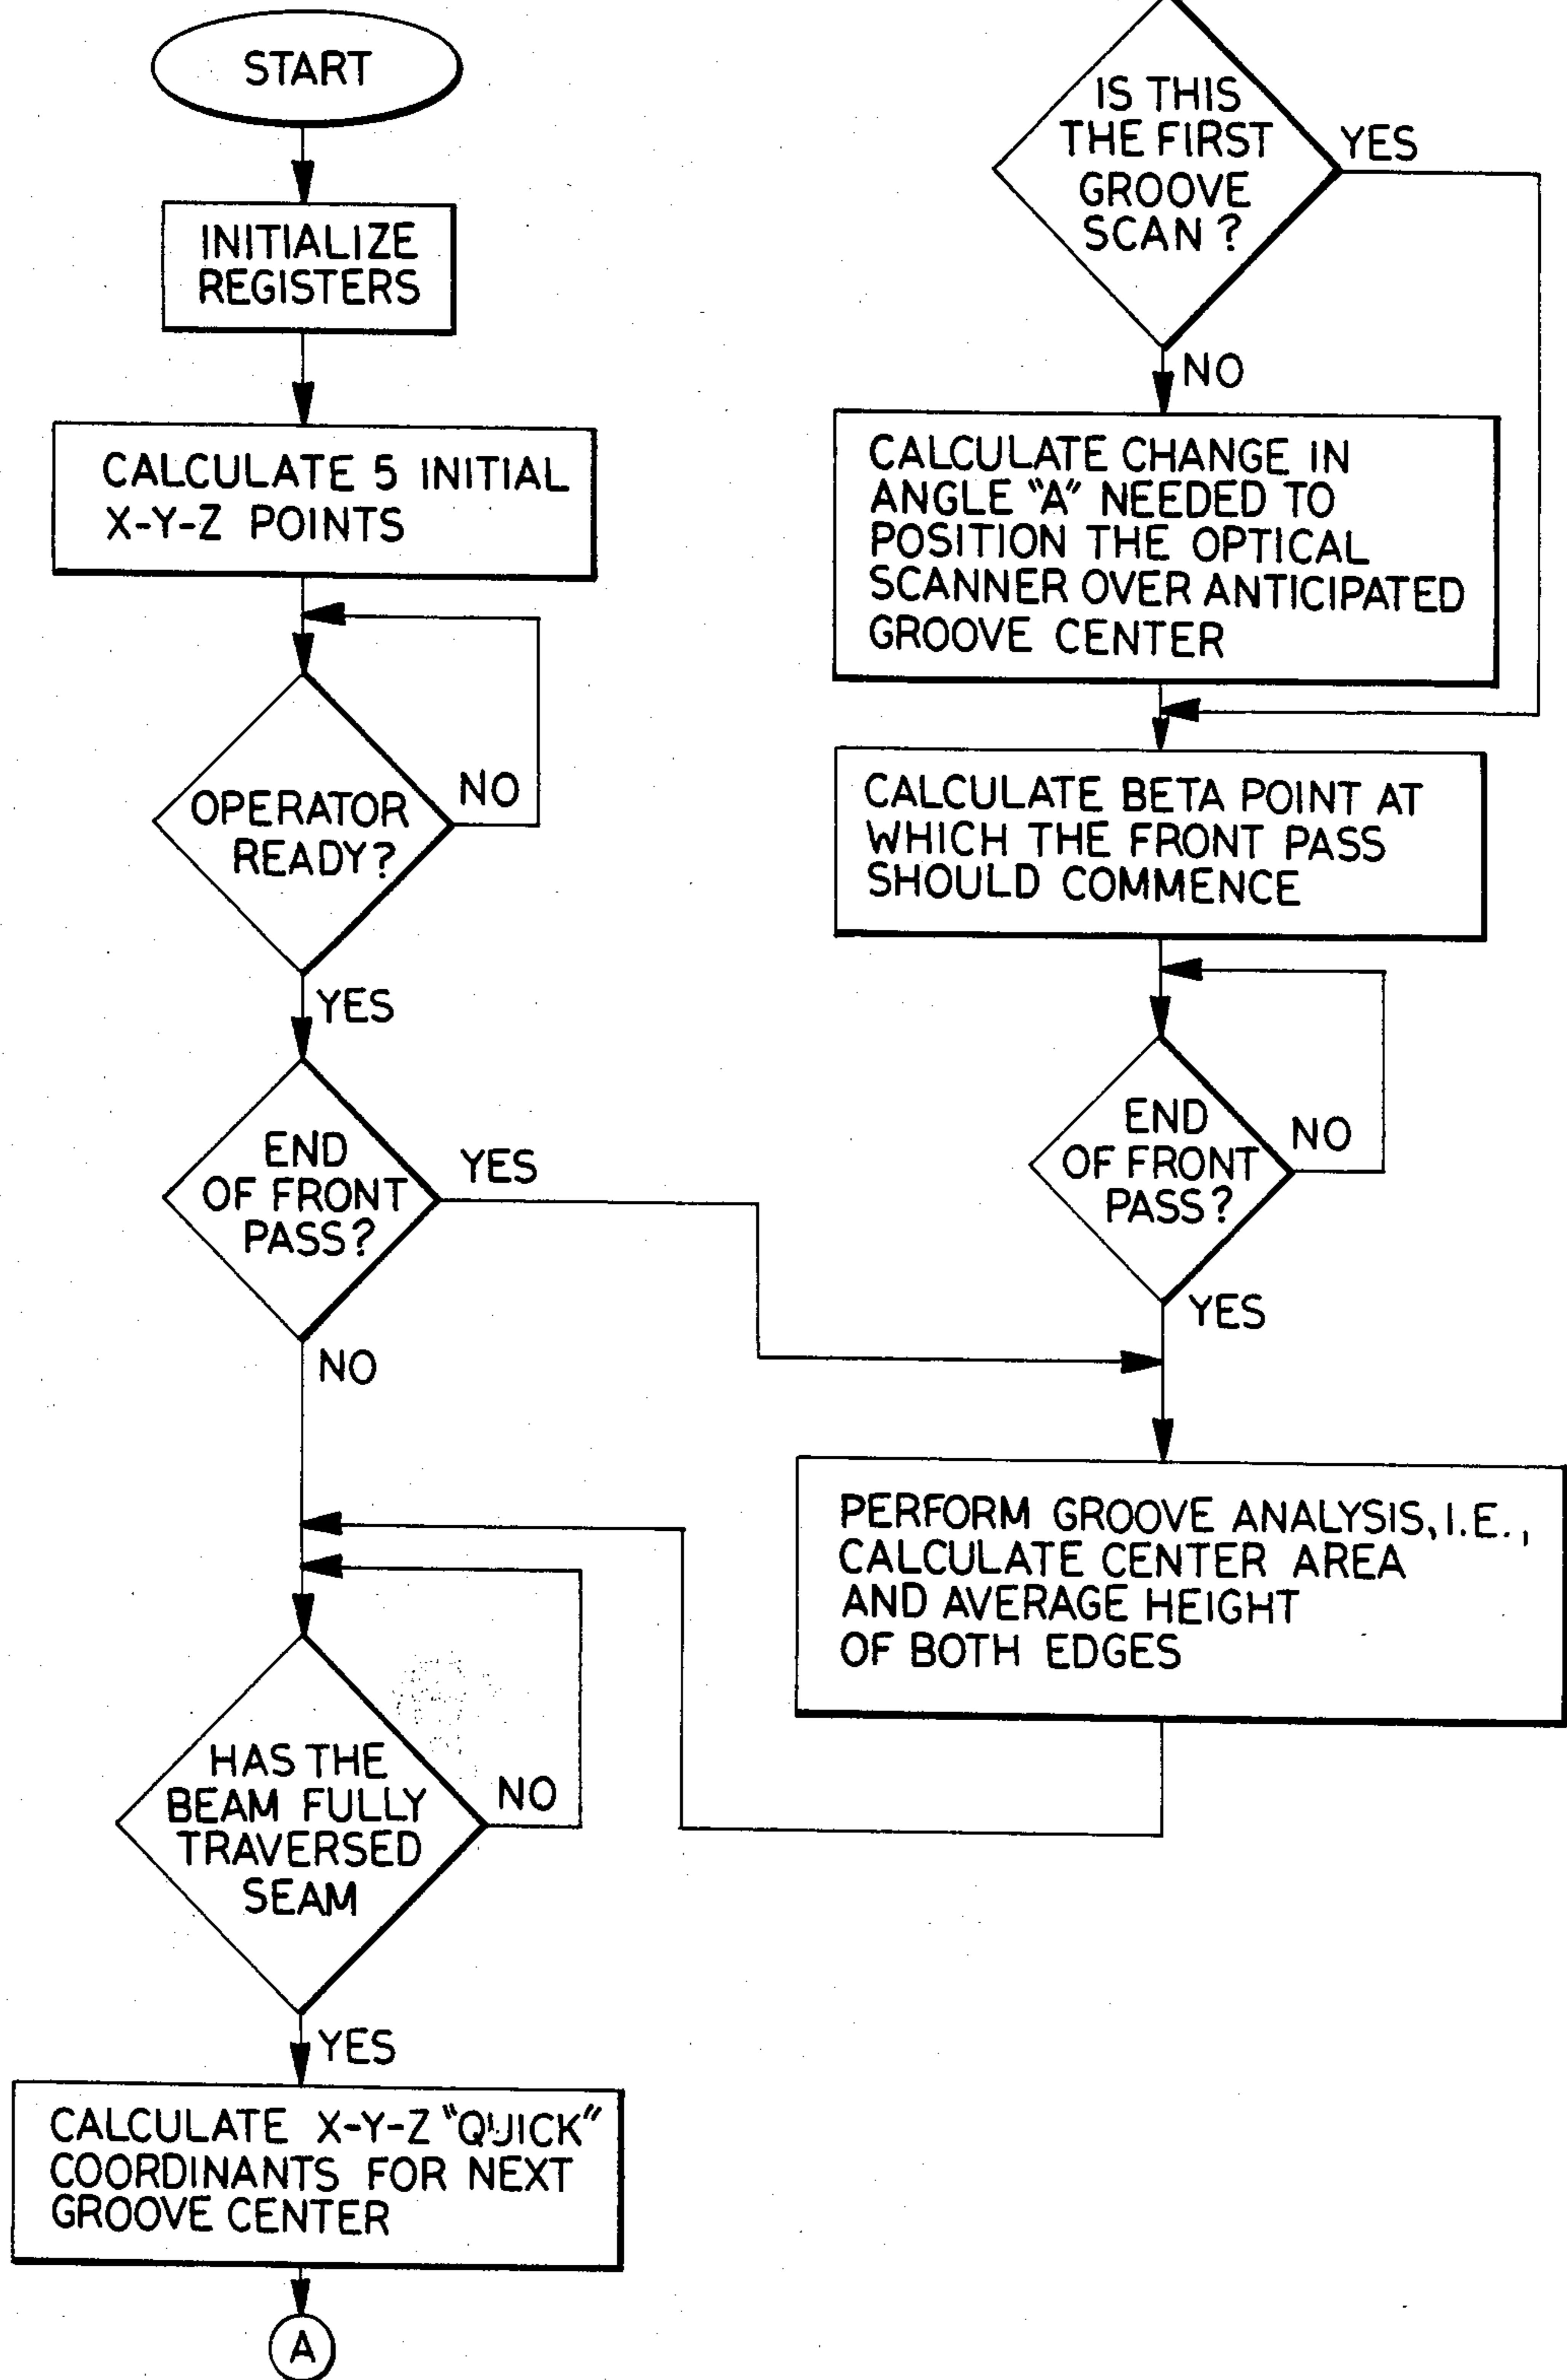 START
INITIALIZE
REGISTERS
CALCULATE 5 INITIAL
X-Y-Z POINTS
OPERATOR
READY?
NO
YES
END
OF FRONT
PASS?
YES
NO
HAS THE
BEAM FULLY
TRAVERSED
SEAM
NO
YES
CALCULATE X-Y-Z "QUICK"
COORDINANTS FOR NEXT
GROOVE CENTER
A
IS THIS
THE FIRST
GROOVE
SCAN ?
YES
NO
CALCULATE CHANGE IN
ANGLE "A" NEEDED TO
POSITION THE OPTICAL
SCANNER OVER ANTICIPATED
GROOVE CENTER
CALCULATE BETA POINT AT
WHICH THE FRONT PASS
SHOULD COMMENCE
END
OF FRONT
PASS?
NO
YES
PERFORM GROOVE ANALYSIS, I.E.,
CALCULATE CENTER AREA
AND AVERAGE HEIGHT
OF BOTH EDGES